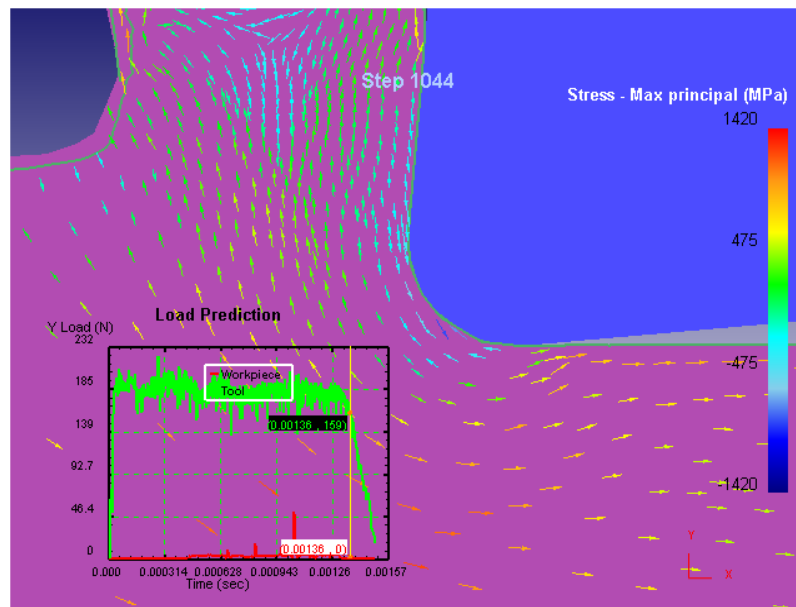 Step 1044
Stress - Max principal (MPa)
1420
475
-475
-1420
Load Prediction
Y Load (N)
232
185
139
92.7
46.4
0
Workpiece
Tool
(0.00136 , 159)
(0.00136 , 0)
0.000 0.000314 0.000628 0.000943 0.00126 0.00157
Time (sec)
Y
X